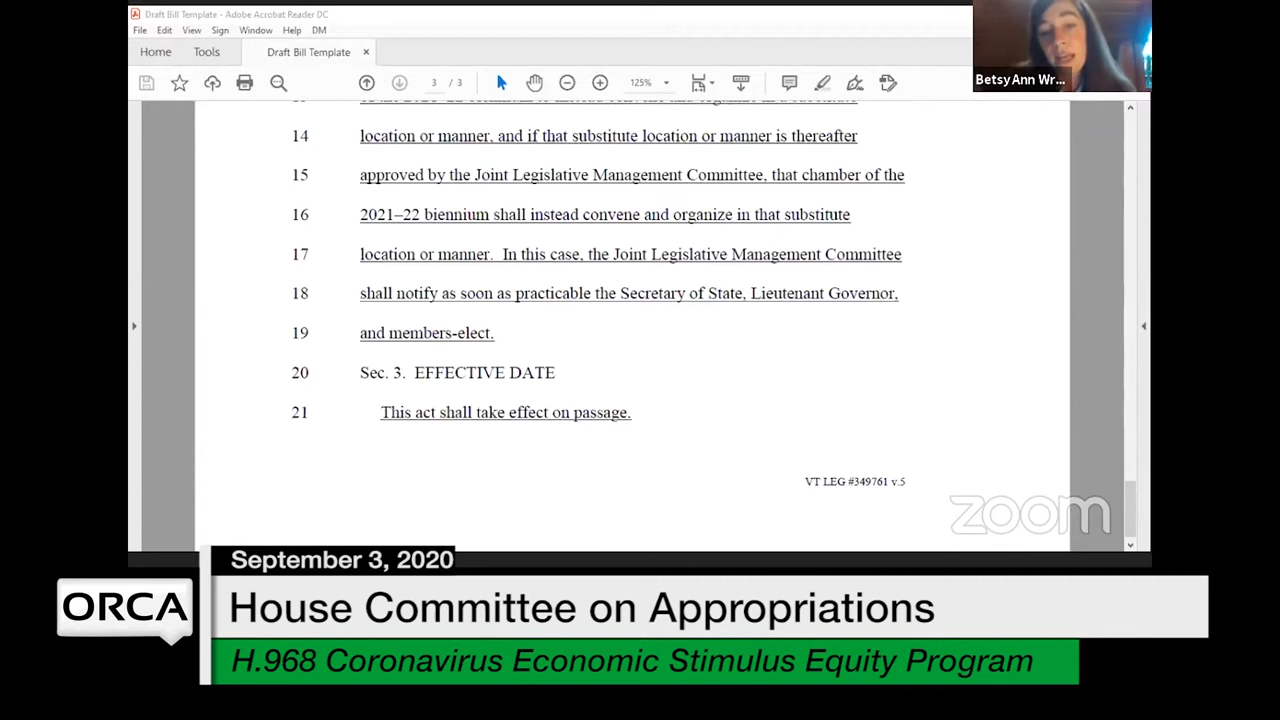 Draft Bill Template - Adobe Acrobat Reader DC
File Edit View Sign Window Help DM
Home Tools Draft Bill Template ×
3 / 3 125%
Betsy Ann Wr...
14 location or manner, and if that substitute location or manner is thereafter
15 approved by the Joint Legislative Management Committee, that chamber of the
16 2021–22 biennium shall instead convene and organize in that substitute
17 location or manner. In this case, the Joint Legislative Management Committee
18 shall notify as soon as practicable the Secretary of State, Lieutenant Governor,
19 and members-elect.
20 Sec. 3. EFFECTIVE DATE
21 This act shall take effect on passage.
VT LEG #349761 v.5
zoom
September 3, 2020
ORCA
House Committee on Appropriations
H.968 Coronavirus Economic Stimulus Equity Program